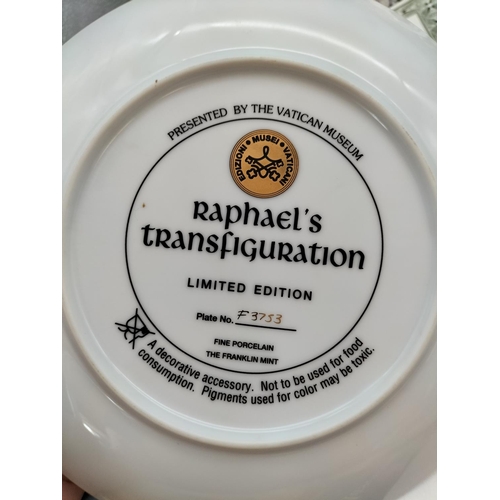 PRESENTED BY THE VATICAN MUSEUM
EDIZIONI • MUSEI • VATICANI
Raphael's
Transfiguration
LIMITED EDITION
Plate No. F3753
FINE PORCELAIN
THE FRANKLIN MINT
A decorative accessory. Not to be used for food
consumption. Pigments used for color may be toxic.